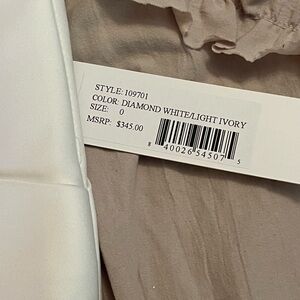 STYLE: 109701
COLOR: DIAMOND WHITE/LIGHT IVORY
SIZE: 0
MSRP: $345.00
8 40026 54507 5